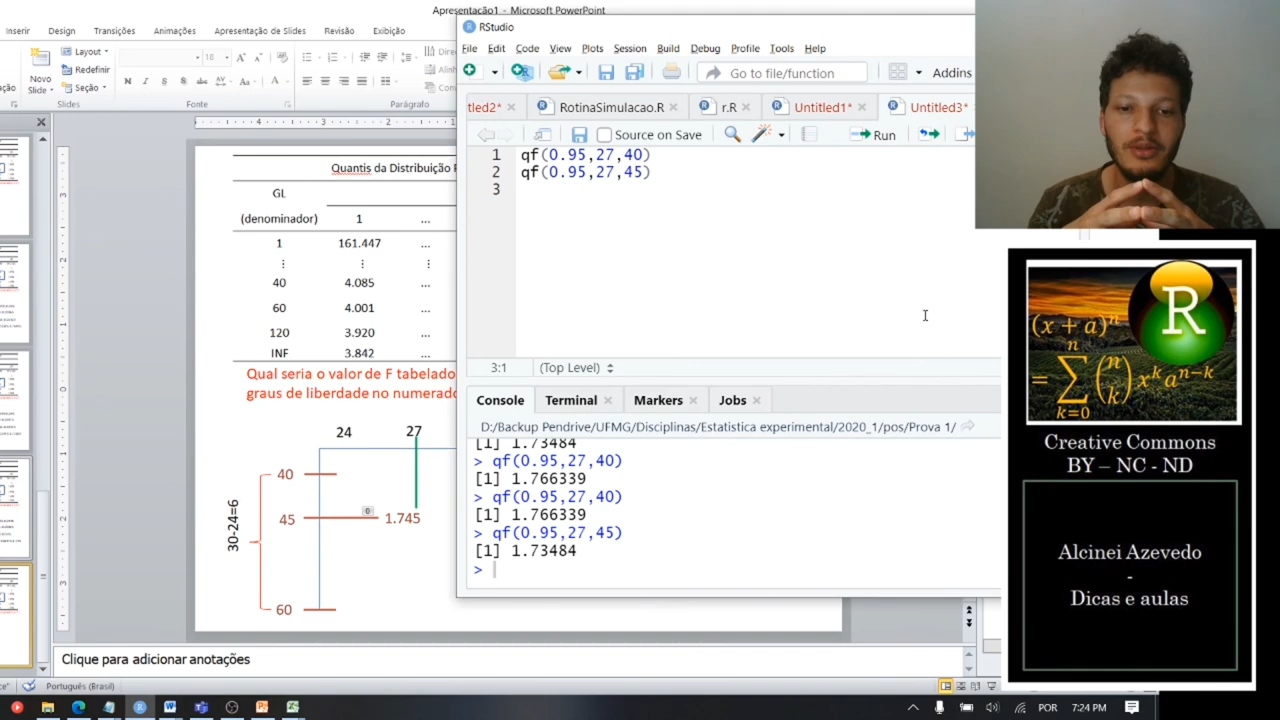 Apresentação1 - Microsoft PowerPoint
Inserir Design Transições Animações Apresentação de Slides Revisão Exibição
Layout
Redefinir
Seção
Novo
Slide
Slides
Fonte
Parágrafo
18
N I S S abc AV Aa A
RStudio
File Edit Code View Plots Session Build Debug Profile Tools Help
Go to file/function
Addins
tled2* RotinaSimulacao.R r.R Untitled1* Untitled3*
Source on Save
Run
1 qf(0.95,27,40)
2 qf(0.95,27,45)
3
3:1 (Top Level)
Console Terminal Markers Jobs
D:/Backup Pendrive/UFMG/Disciplinas/Estatistica experimental/2020_1/pos/Prova 1/
[1] 1.73484
> qf(0.95,27,40)
[1] 1.766339
> qf(0.95,27,40)
[1] 1.766339
> qf(0.95,27,45)
[1] 1.73484
>
Quantis da Distribuição F
GL
(denominador) 1 ...
1 161.447 ...
⋮ ⋮ ⋮
40 4.085 ...
60 4.001 ...
120 3.920 ...
INF 3.842 ...
Qual seria o valor de F tabelado
graus de liberdade no numerado
24 27
40
45 0 1.745
60
30-24=6
Clique para adicionar anotações
Português (Brasil)
(x + a)^n
= ∑ n k=0 (n k) x^k a^{n-k}
R
Creative Commons
BY – NC - ND
Alcinei Azevedo
-
Dicas e aulas
POR 7:24 PM